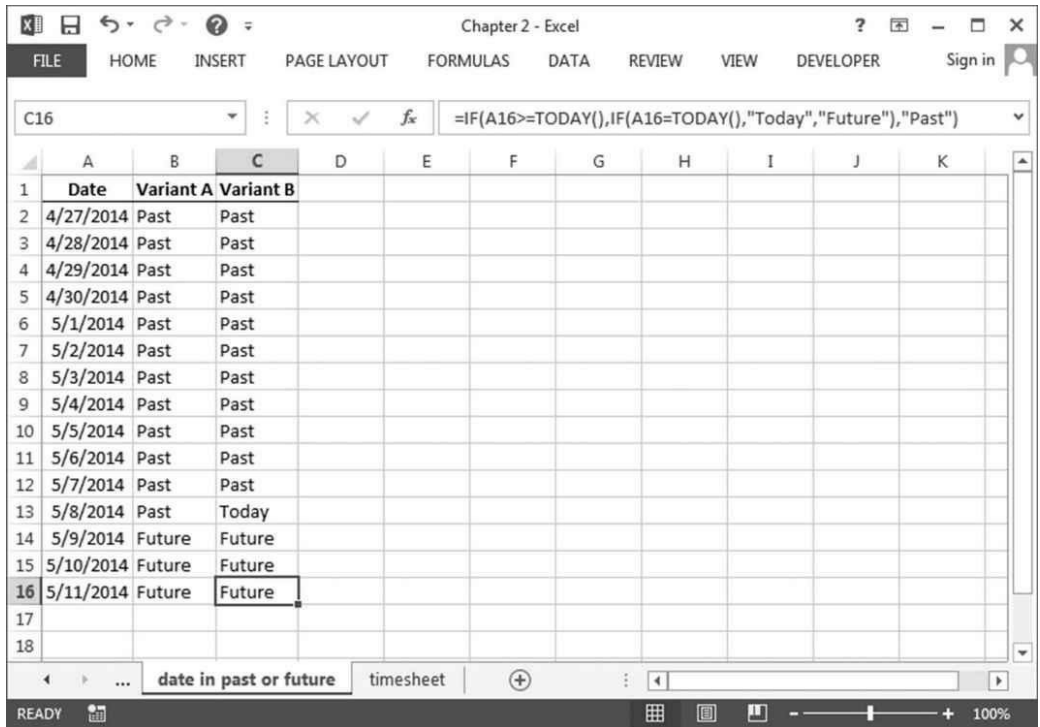 Chapter 2 - Excel
FILE HOME INSERT PAGE LAYOUT FORMULAS DATA REVIEW VIEW DEVELOPER Sign in
C16 fx =IF(A16>=TODAY(),IF(A16=TODAY(),"Today","Future"),"Past")
A B C D E F G H I J K
1 Date Variant A Variant B
2 4/27/2014 Past Past
3 4/28/2014 Past Past
4 4/29/2014 Past Past
5 4/30/2014 Past Past
6 5/1/2014 Past Past
7 5/2/2014 Past Past
8 5/3/2014 Past Past
9 5/4/2014 Past Past
10 5/5/2014 Past Past
11 5/6/2014 Past Past
12 5/7/2014 Past Past
13 5/8/2014 Past Today
14 5/9/2014 Future Future
15 5/10/2014 Future Future
16 5/11/2014 Future Future
17
18
... date in past or future timesheet
READY 100%